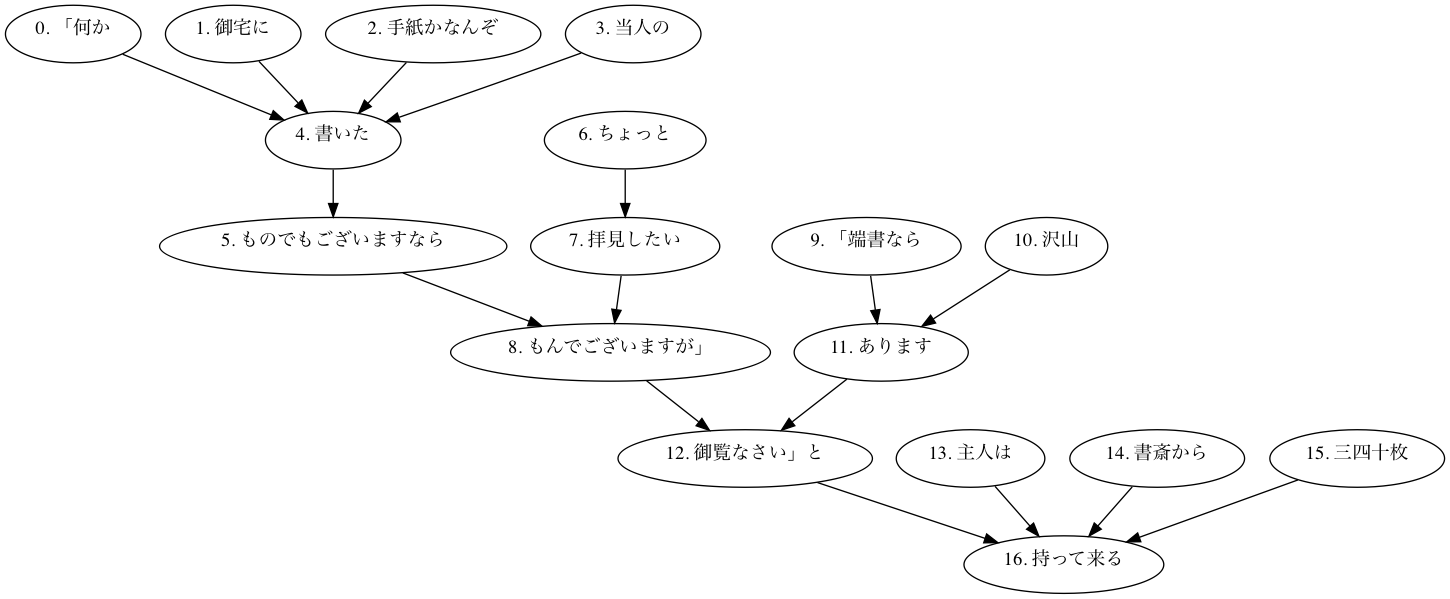 0. 「何か
1. 御宅に
2. 手紙かなんぞ
3. 当人の
4. 書いた
6. ちょっと
5. ものでもございますなら
7. 拝見したい
9. 「端書なら
10. 沢山
8. もんでございますが」
11. あります
12. 御覧なさい」と
13. 主人は
14. 書斎から
15. 三四十枚
16. 持って来る